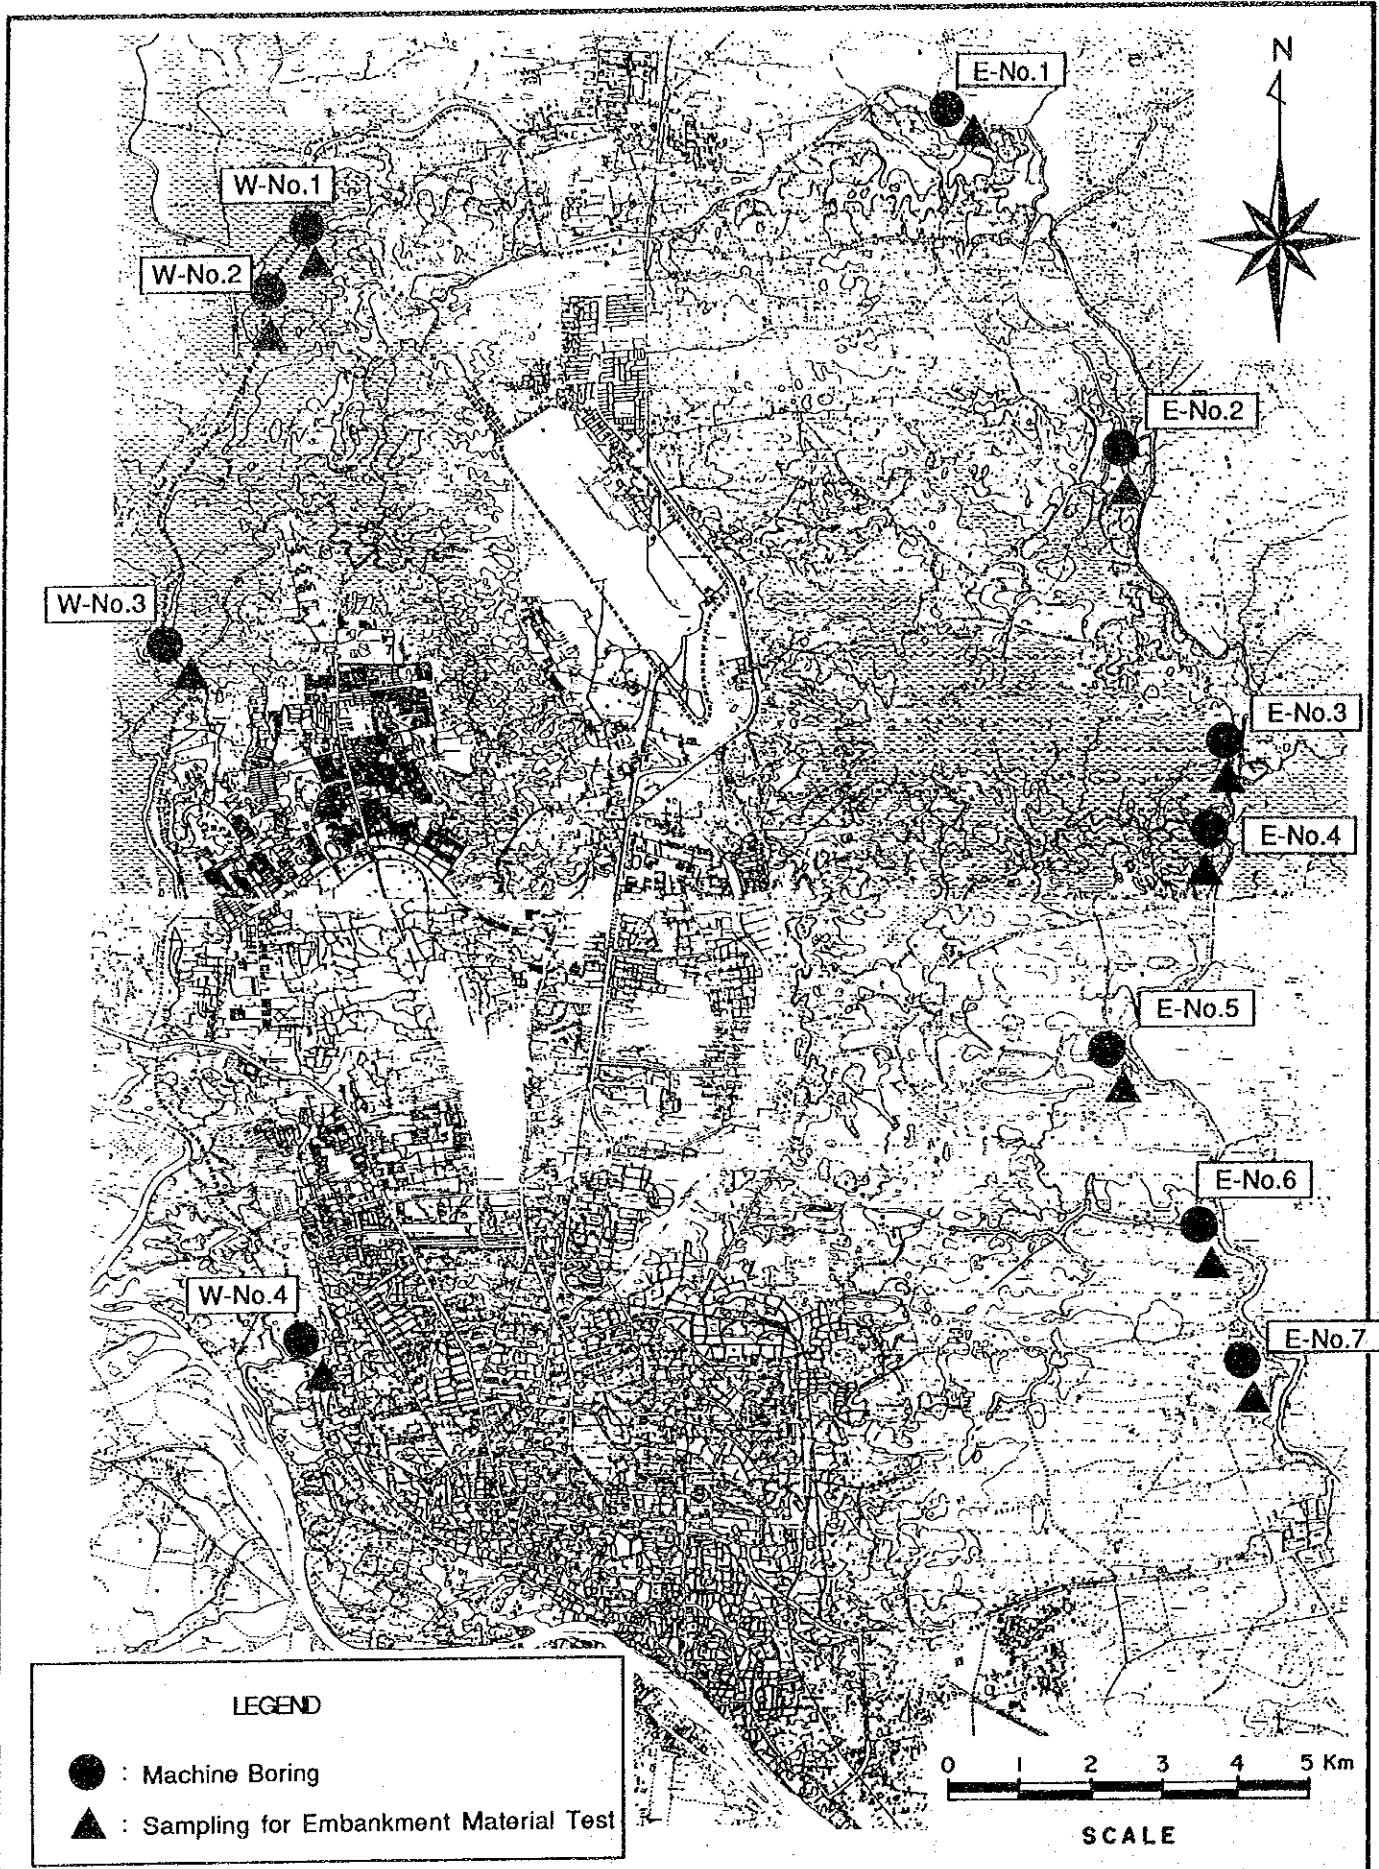 N
E-No.1
W-No.1
W-No.2
E-No.2
W-No.3
E-No.3
E-No.4
E-No.5
E-No.6
W-No.4
E-No.7
LEGEND
● : Machine Boring
▲ : Sampling for Embankment Material Test
0 1 2 3 4 5 Km
SCALE